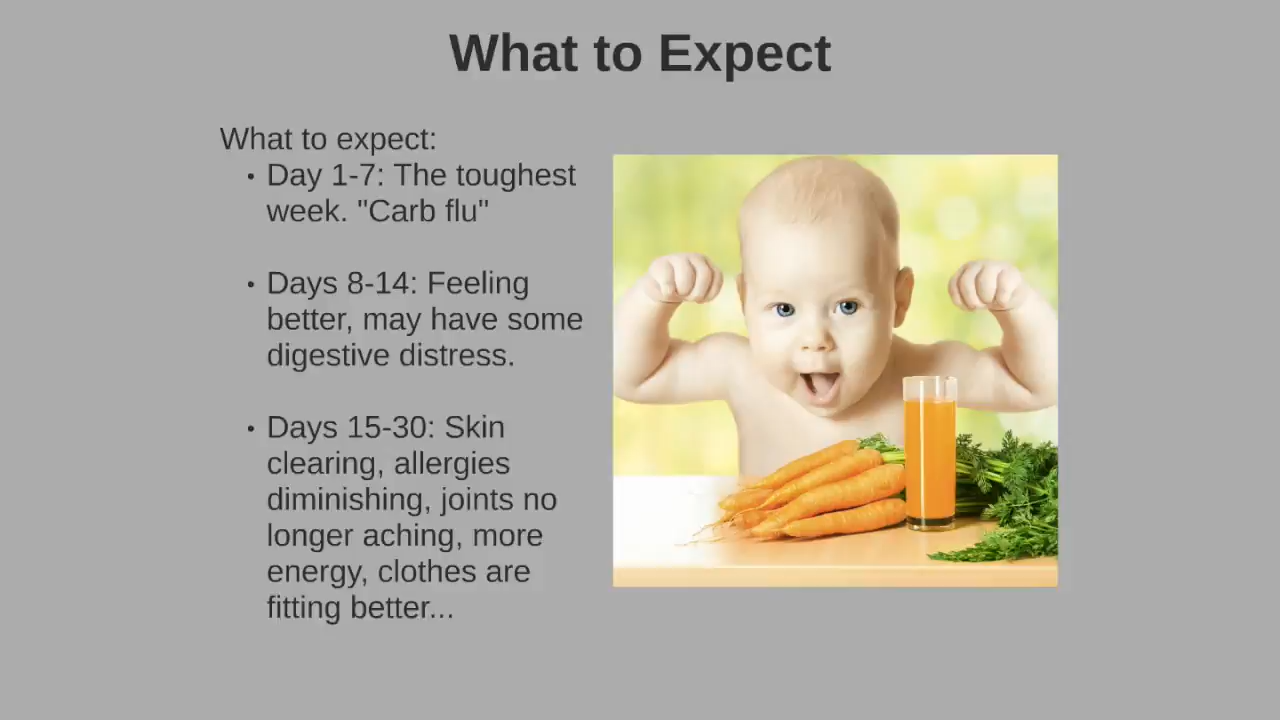 What to Expect
What to expect:
• Day 1-7: The toughest
week. "Carb flu"
• Days 8-14: Feeling
better, may have some
digestive distress.
• Days 15-30: Skin
clearing, allergies
diminishing, joints no
longer aching, more
energy, clothes are
fitting better...